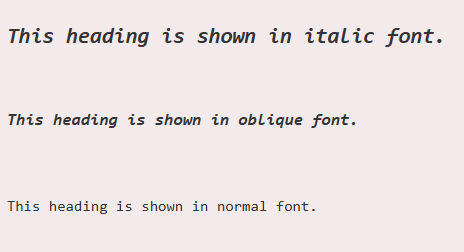 This heading is shown in italic font.
This heading is shown in oblique font.
This heading is shown in normal font.